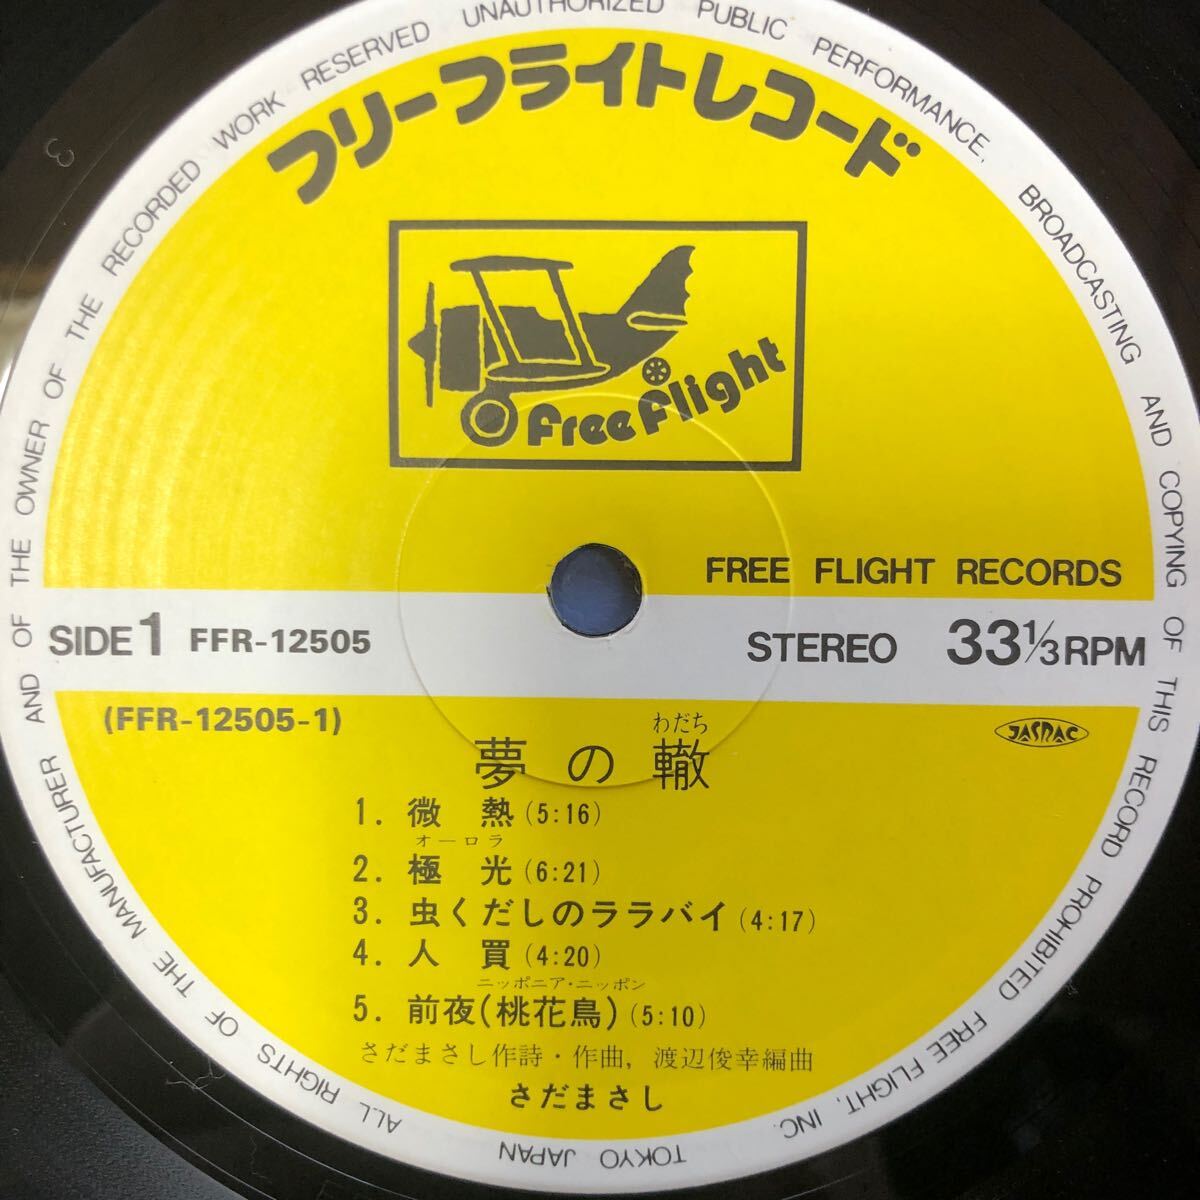 ALL RIGHTS OF THE MANUFACTURER AND OF THE OWNER OF THE RECORDED WORK RESERVED UNAUTHORIZED PUBLIC PERFORMANCE, BROADCASTING AND COPYING OF THIS RECORD PROHIBITED FREE FLIGHT, INC. TOKYO JAPAN
フリーフライトレコード
free flight
FREE FLIGHT RECORDS
SIDE 1 FFR-12505 STEREO 33 1/3 RPM
(FFR-12505-1)
JASRAC
わだち
夢の轍
1. 微熱 (5:16)
オーロラ
2. 極光 (6:21)
3. 虫くだしのララバイ (4:17)
4. 人買 (4:20)
ニッポニア・ニッポン
5. 前夜(桃花鳥) (5:10)
さだまさし作詩・作曲, 渡辺俊幸編曲
さだまさし
3